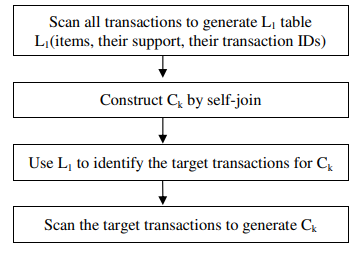 Scan all transactions to generate L₁ table
L₁(items, their support, their transaction IDs)
Construct Cₖ by self-join
Use L₁ to identify the target transactions for Cₖ
Scan the target transactions to generate Cₖ